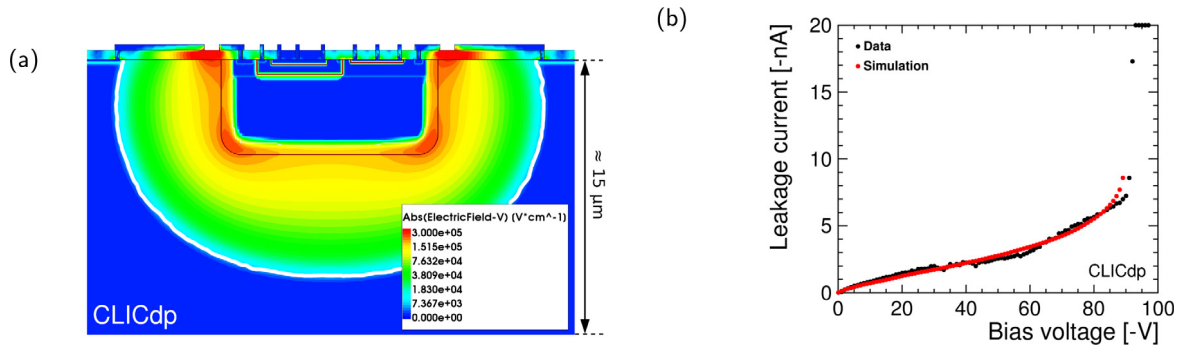 (a)
Abs(ElectricField-V) [V*cm^-1]
3.000e+05
1.515e+05
7.632e+04
3.809e+04
1.830e+04
7.367e+03
0.000e+00
CLICdp
≈ 15 µm
(b)
Leakage current [-nA]
20
15
10
5
0
Data
Simulation
CLICdp
0 20 40 60 80 100
Bias voltage [-V]